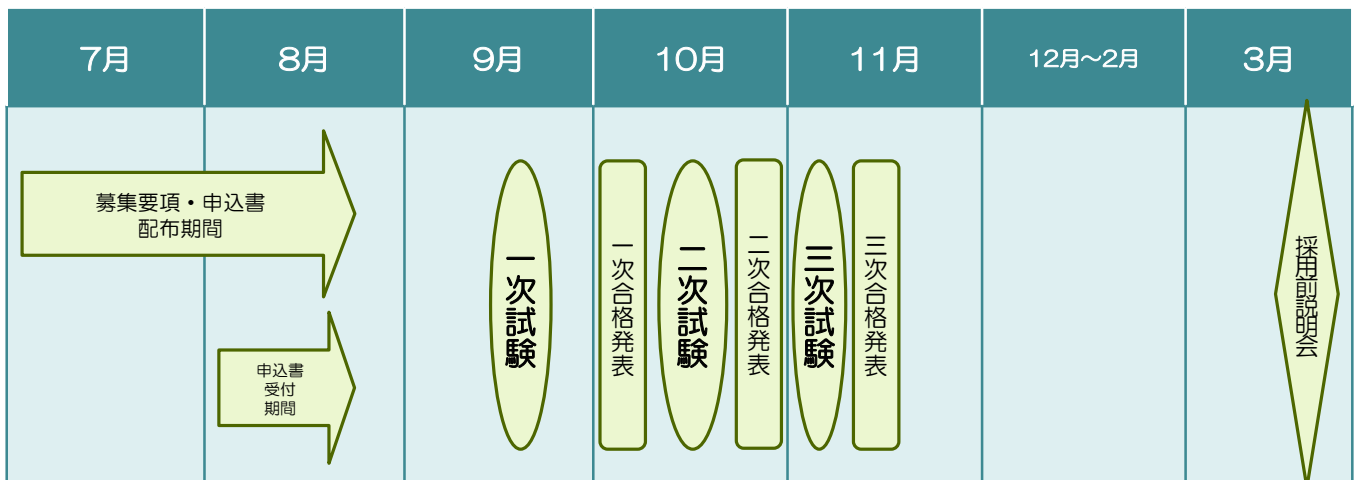 7月
8月
9月
10月
11月
12月～2月
3月
募集要項・申込書
配布期間
申込書
受付
期間
一次試験
一次合格発表
二次試験
二次合格発表
三次試験
三次合格発表
採用前説明会